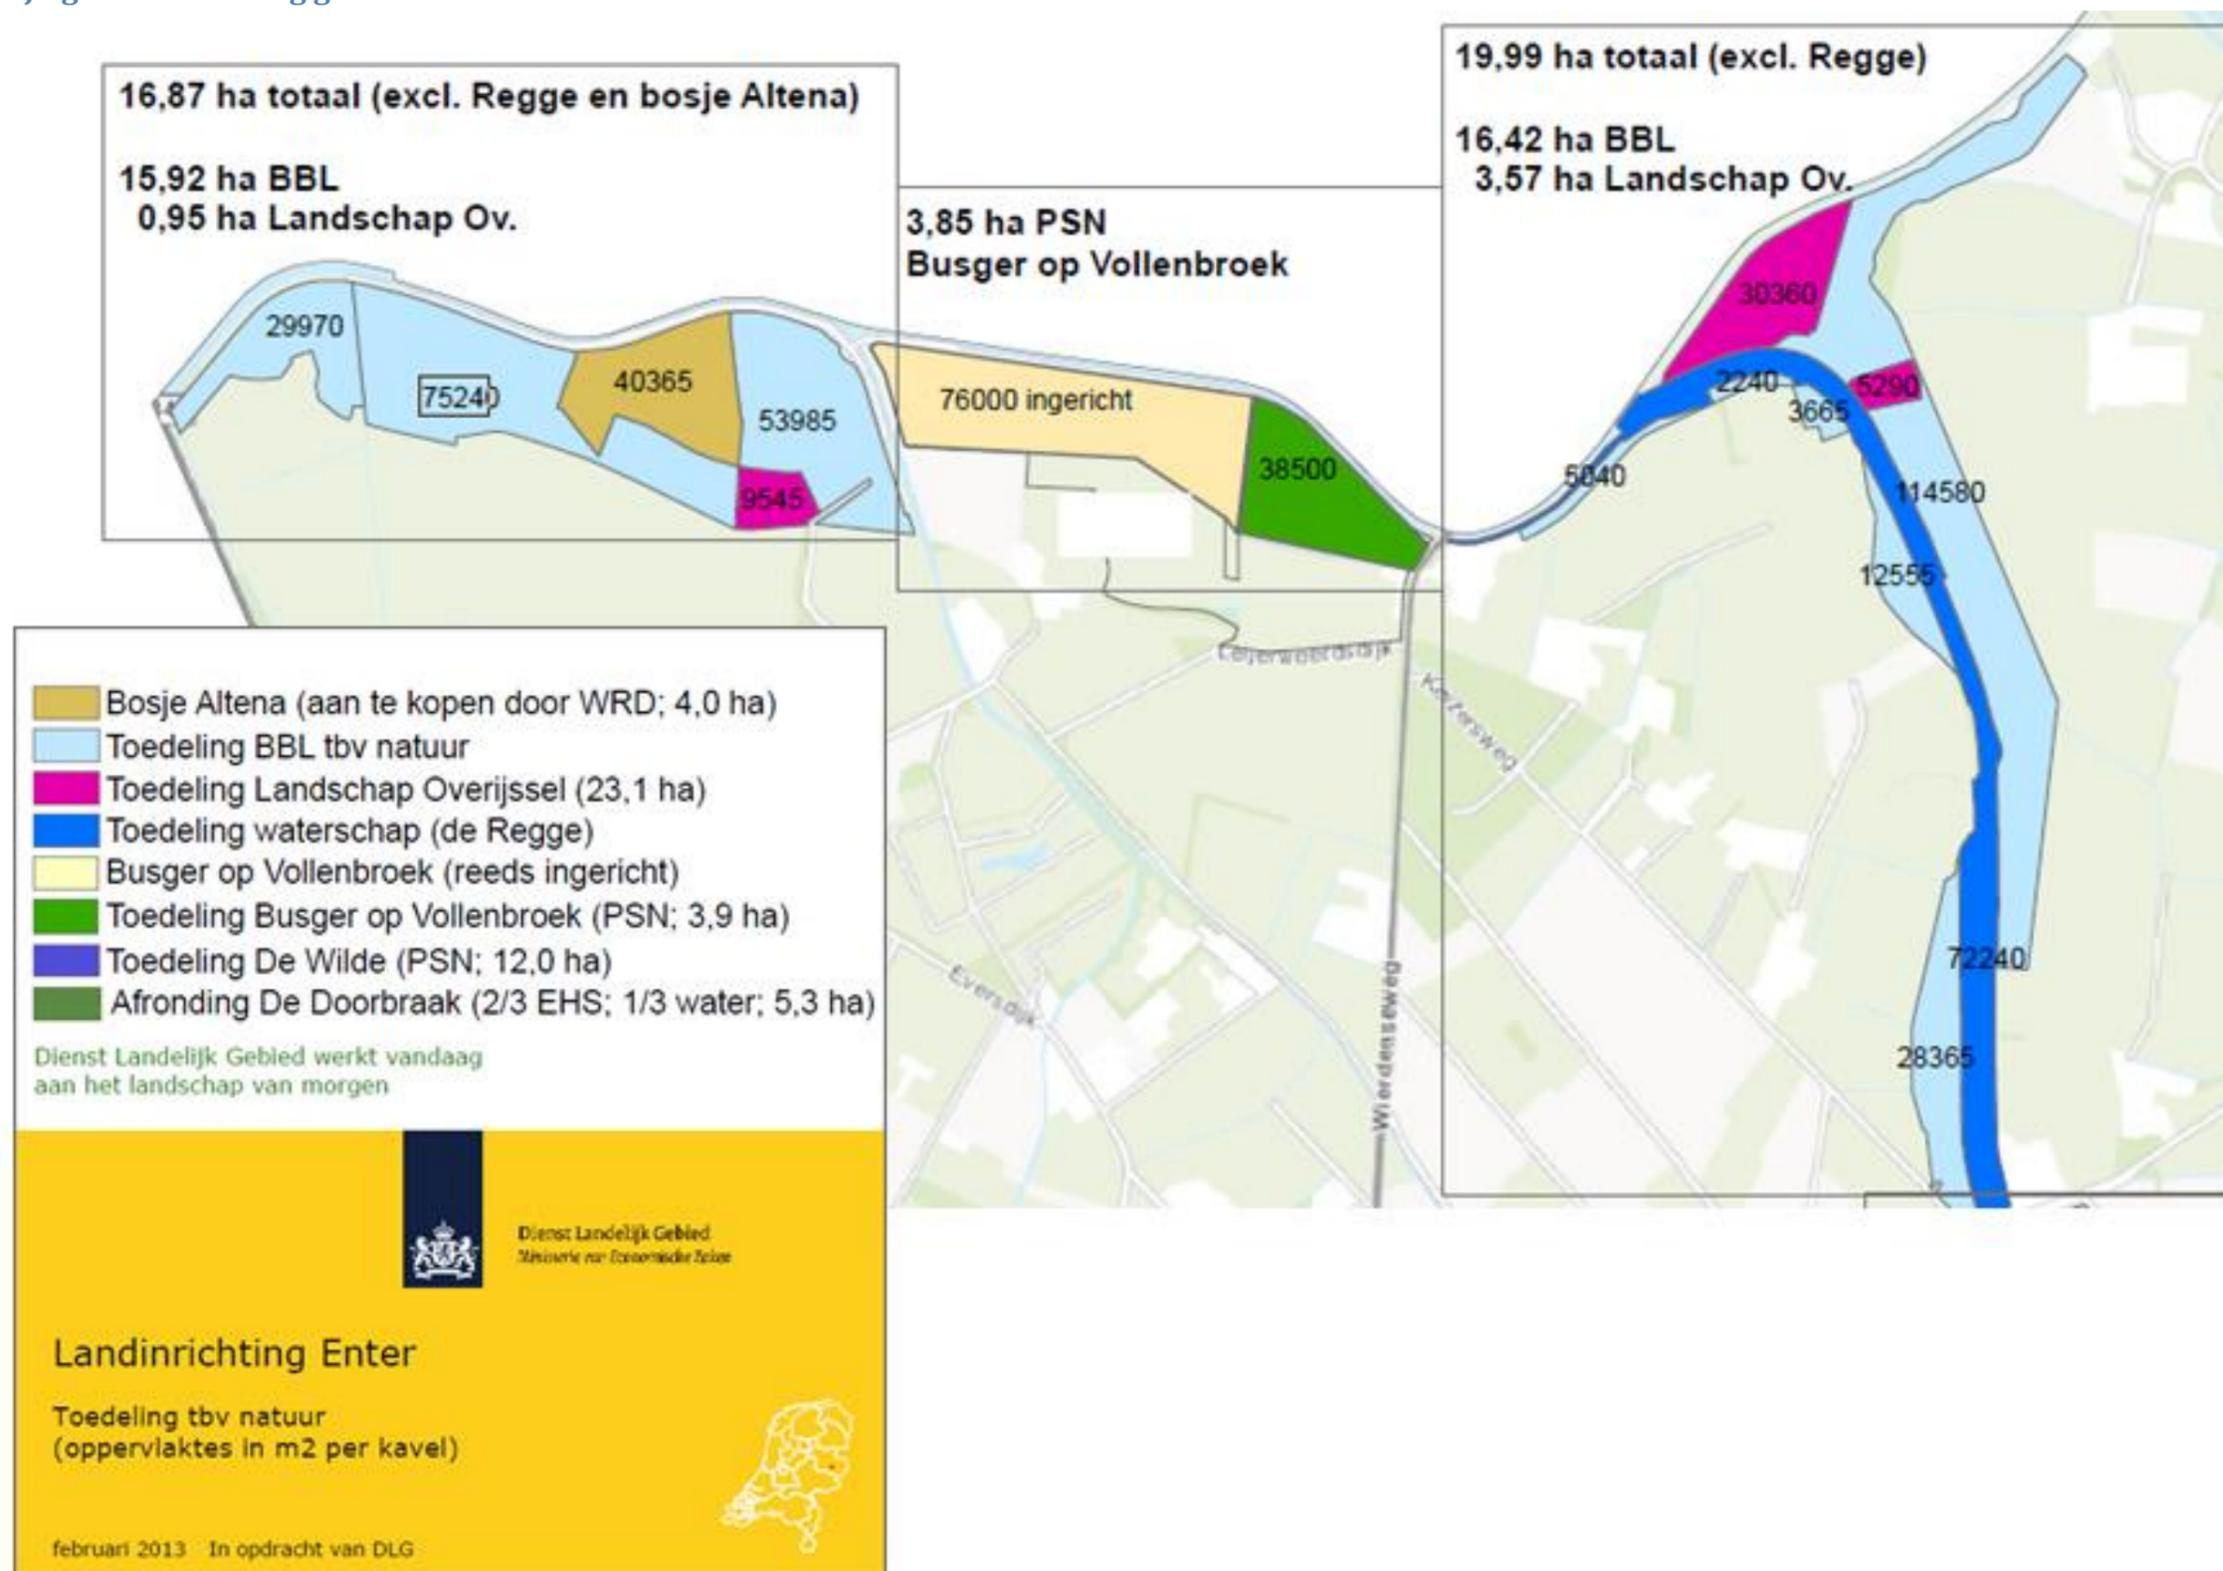 16,87 ha totaal (excl. Regge en bosje Altena)
15,92 ha BBL
0,95 ha Landschap Ov.
3,85 ha PSN
Busger op Vollenbroek
19,99 ha totaal (excl. Regge)
16,42 ha BBL
3,57 ha Landschap Ov.
29970
75240
40365
53985
9545
76000 ingericht
38500
30360
2240
5290
3665
5040
114580
12555
72240
28365
Leijerweerdsdijk
Keizersweg
Eversdijk
Wierdenseweg
Bosje Altena (aan te kopen door WRD; 4,0 ha)
Toedeling BBL tbv natuur
Toedeling Landschap Overijssel (23,1 ha)
Toedeling waterschap (de Regge)
Busger op Vollenbroek (reeds ingericht)
Toedeling Busger op Vollenbroek (PSN; 3,9 ha)
Toedeling De Wilde (PSN; 12,0 ha)
Afronding De Doorbraak (2/3 EHS; 1/3 water; 5,3 ha)
Dienst Landelijk Gebied werkt vandaag
aan het landschap van morgen
Dienst Landelijk Gebied
Ministerie van Economische Zaken
Landinrichting Enter
Toedeling tbv natuur
(oppervlaktes in m2 per kavel)
februari 2013 In opdracht van DLG